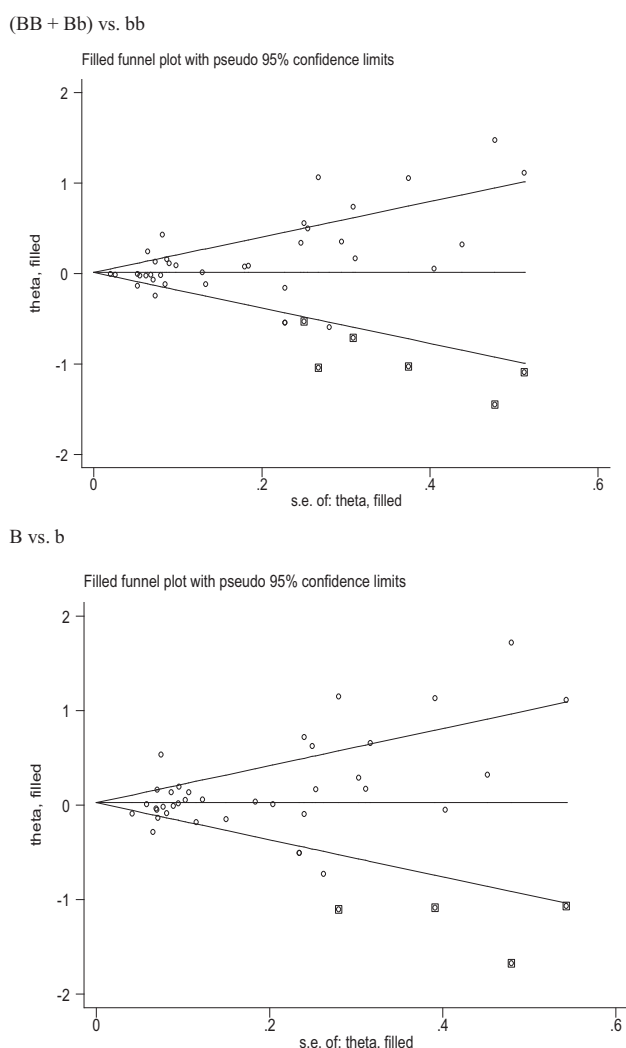 (BB + Bb) vs. bb
Filled funnel plot with pseudo 95% confidence limits
theta, filled
2
1
0
-1
-2
0 .2 .4 .6
s.e. of: theta, filled
B vs. b
Filled funnel plot with pseudo 95% confidence limits
theta, filled
2
1
0
-1
-2
0 .2 .4 .6
s.e. of: theta, filled